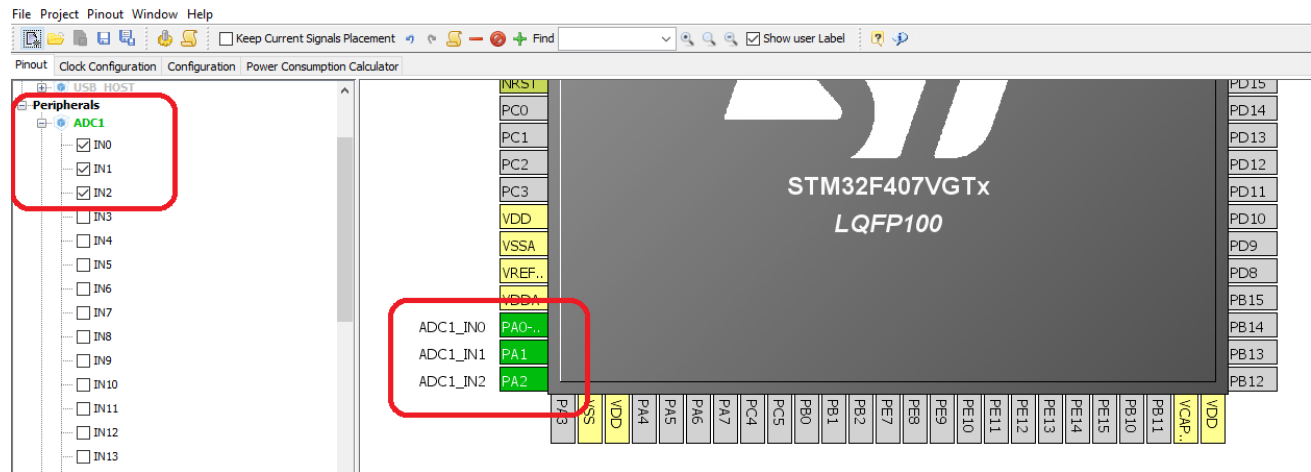 File Project Pinout Window Help
Keep Current Signals Placement Find Show user Label
Pinout Clock Configuration Configuration Power Consumption Calculator
USB_HOST
Peripherals
ADC1
IN0
IN1
IN2
IN3
IN4
IN5
IN6
IN7
IN8
IN9
IN10
IN11
IN12
IN13
NRST
PC0
PC1
PC2
PC3
VDD
VSSA
VREF..
VDDA
ADC1_IN0 PA0-..
ADC1_IN1 PA1
ADC1_IN2 PA2
STM32F407VGTx
LQFP100
PD15
PD14
PD13
PD12
PD11
PD10
PD9
PD8
PB15
PB14
PB13
PB12
PA3
VSS
VDD
PA4
PA5
PA6
PA7
PC4
PC5
PB0
PB1
PB2
PE7
PE8
PE9
PE10
PE11
PE12
PE13
PE14
PE15
PB10
PB11
VCAP..
VDD